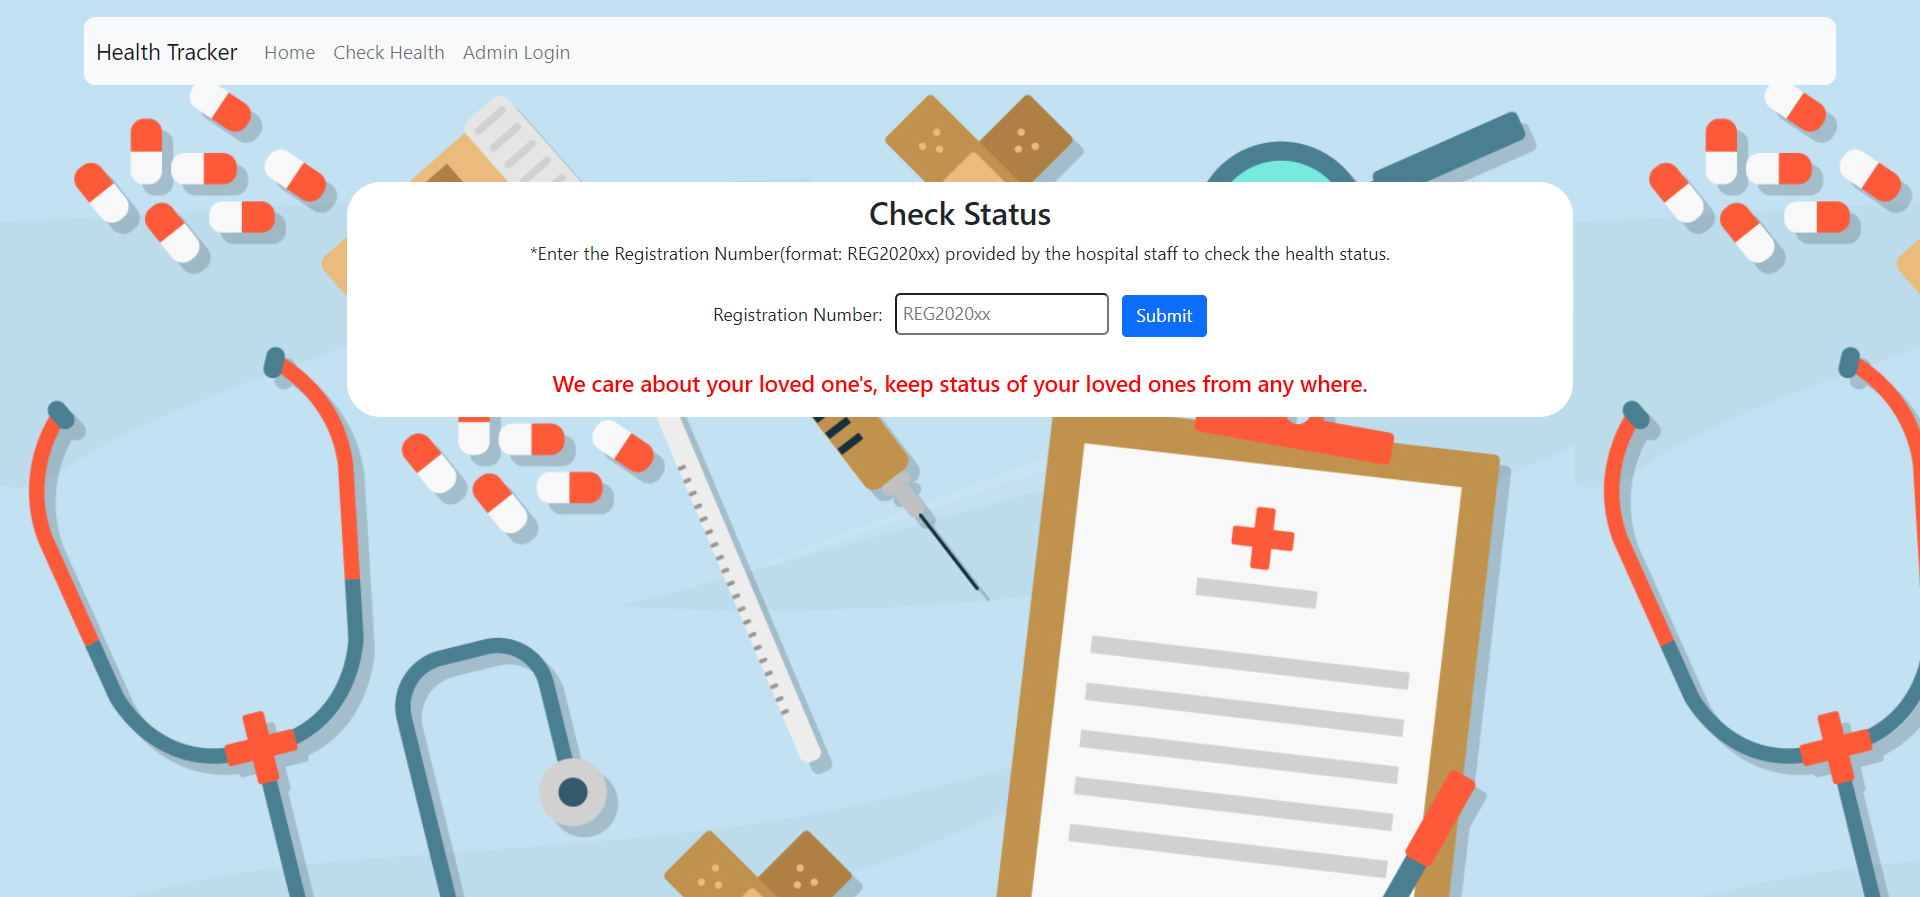 Health Tracker Home Check Health Admin Login
Check Status
*Enter the Registration Number(format: REG2020xx) provided by the hospital staff to check the health status.
Registration Number: REG2020xx Submit
We care about your loved one's, keep status of your loved ones from any where.